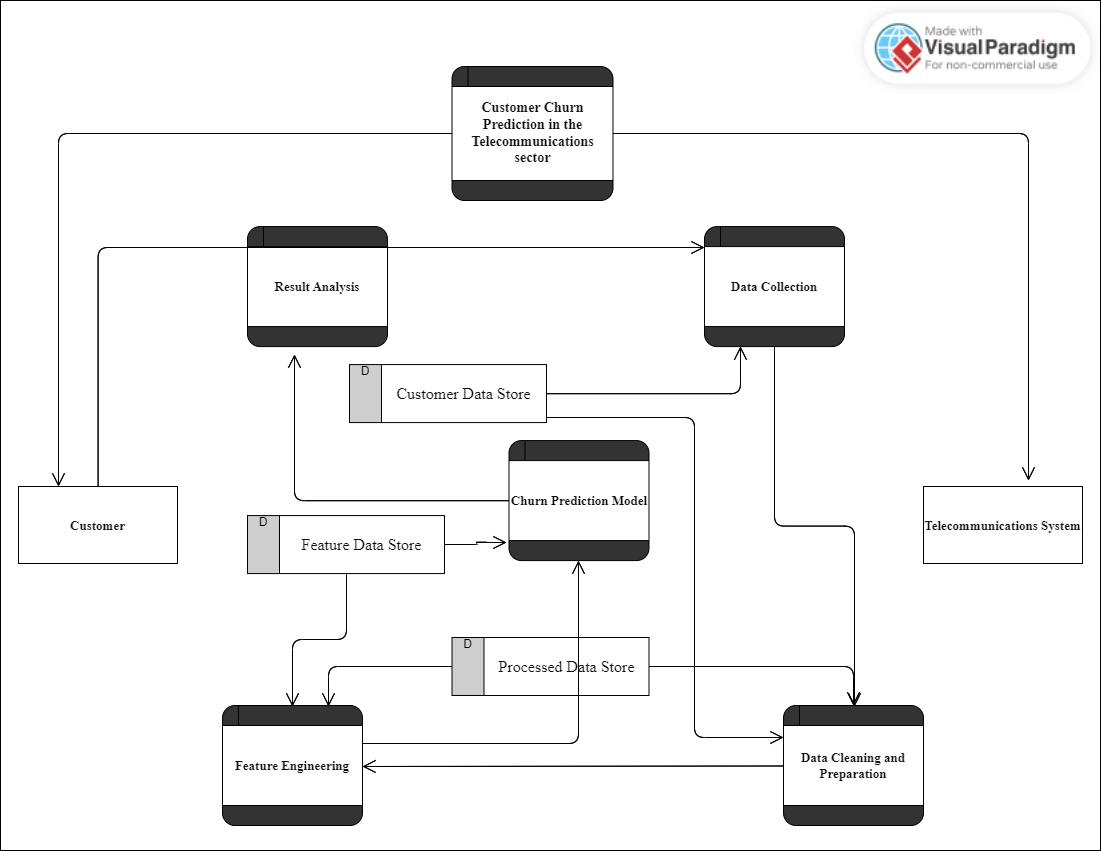 Made with
Visual Paradigm
For non-commercial use
Customer Churn
Prediction in the
Telecommunications
sector
Result Analysis
Data Collection
D
Customer Data Store
Churn Prediction Model
D
Feature Data Store
Customer
Telecommunications System
D
Processed Data Store
Feature Engineering
Data Cleaning and
Preparation